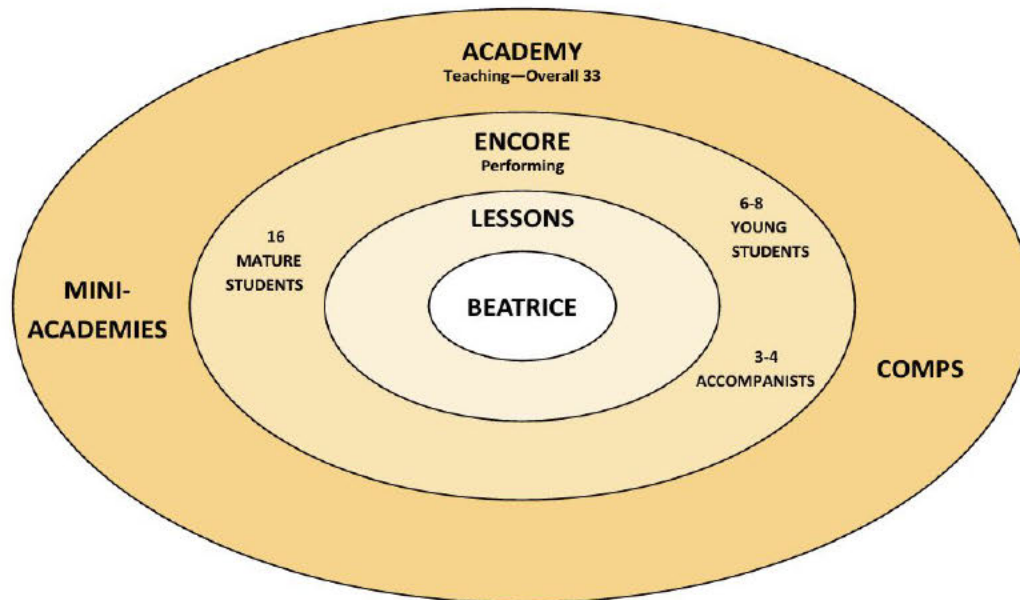 ACADEMY
Teaching—Overall 33
ENCORE
Performing
LESSONS
6-8
YOUNG
STUDENTS
16
MATURE
STUDENTS
BEATRICE
MINI-
ACADEMIES
3-4
ACCOMPANISTS
COMPS